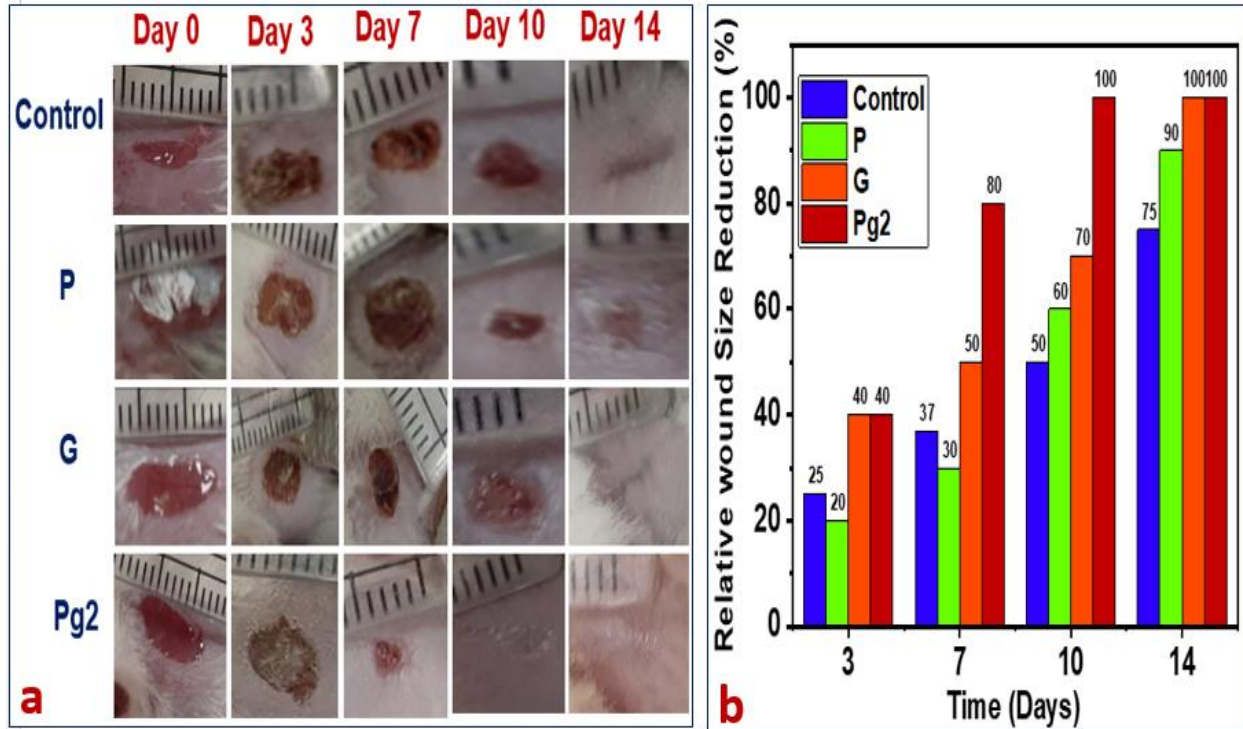 Day 0 Day 3 Day 7 Day 10 Day 14
Control
P
G
Pg2
a
Relative wound Size Reduction (%)
100
80
60
40
20
0
Control
P
G
Pg2
25 20 40 40
37 30 50 80
50 60 70 100
75 90 100 100
3 7 10 14
Time (Days)
b